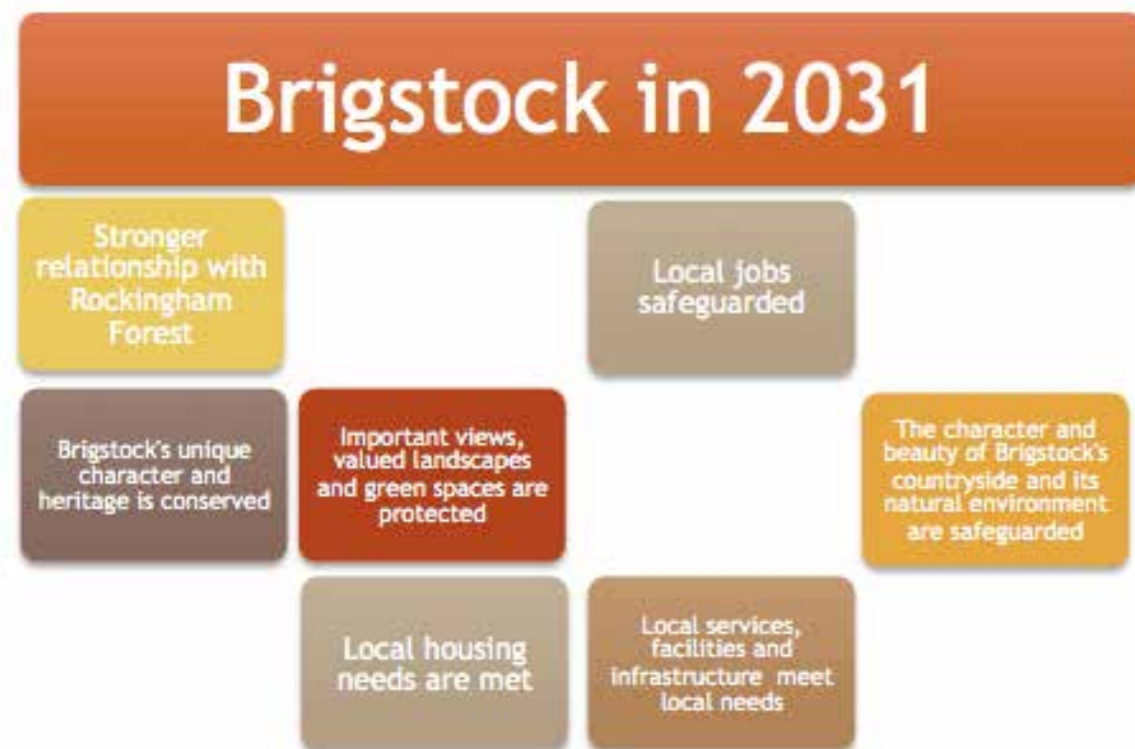 Brigstock in 2031
Stronger
relationship with
Rockingham
Forest
Local jobs
safeguarded
Brigstock's unique
character and
heritage is conserved
Important views,
valued landscapes
and green spaces are
protected
The character and
beauty of Brigstock's
countryside and its
natural environment
are safeguarded
Local housing
needs are met
Local services,
facilities and
infrastructure meet
local needs